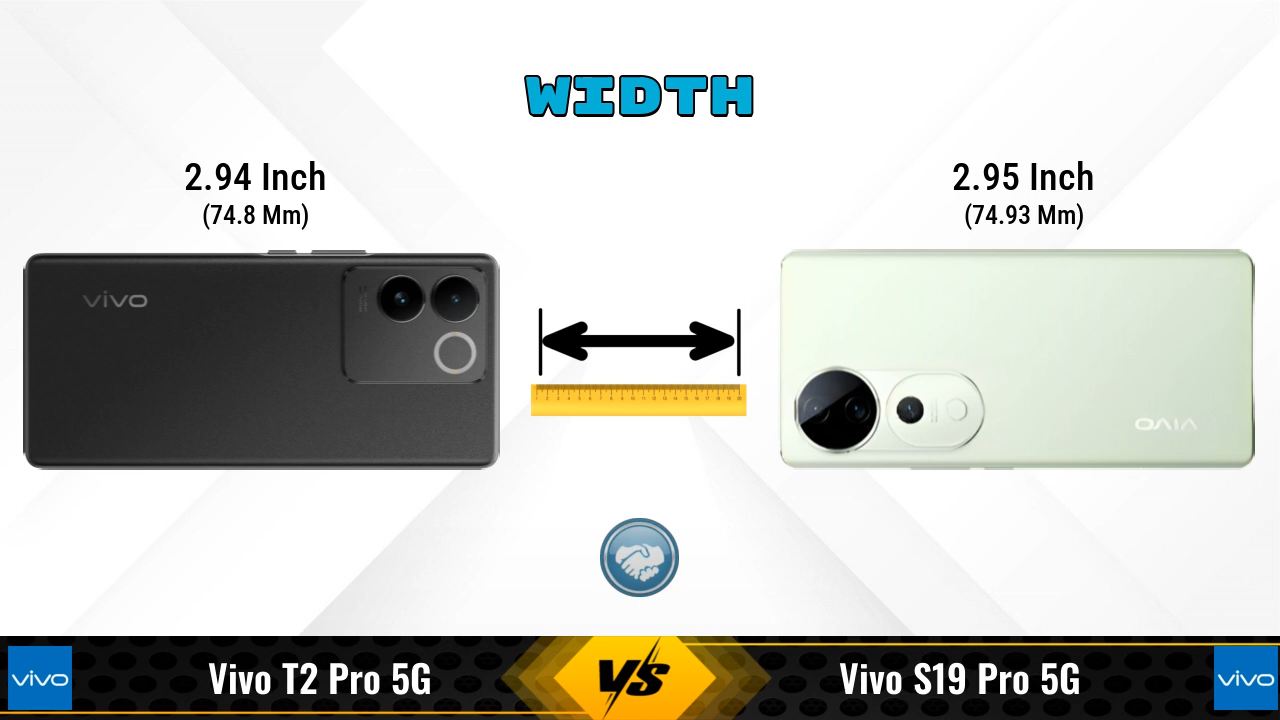 WIDTH
2.94 Inch
(74.8 Mm)
2.95 Inch
(74.93 Mm)
vivo
vivo
vivo
Vivo T2 Pro 5G
VS
Vivo S19 Pro 5G
vivo